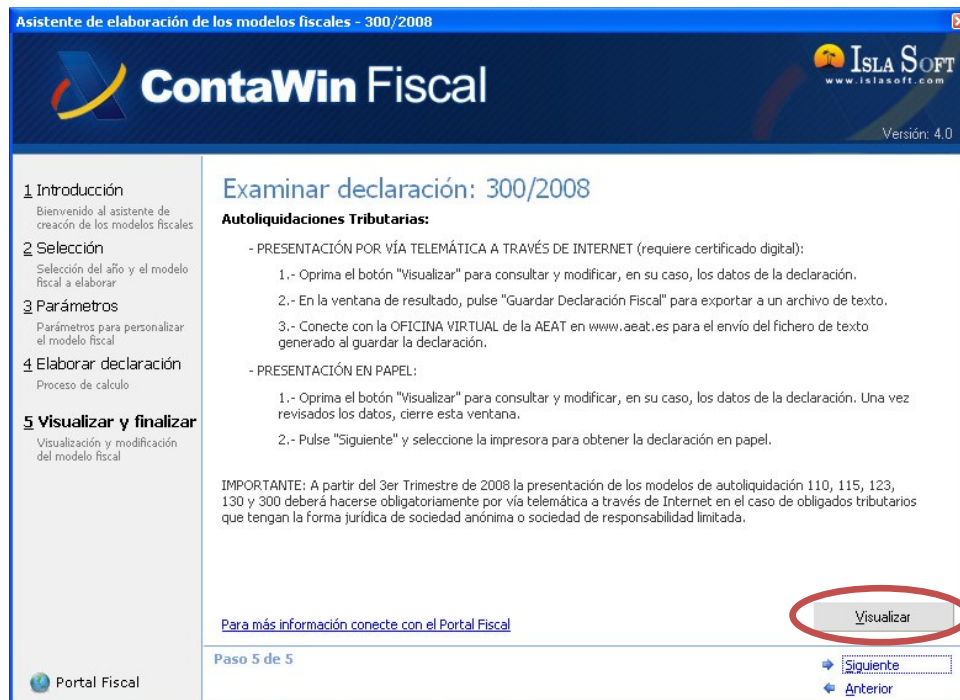 Asistente de elaboración de los modelos fiscales - 300/2008
ContaWin Fiscal
ISLA SOFT
www.islasoft.com
Versión: 4.0
1 Introducción
Bienvenido al asistente de
creacón de los modelos fiscales
2 Selección
Selección del año y el modelo
fiscal a elaborar
3 Parámetros
Parámetros para personalizar
el modelo fiscal
4 Elaborar declaración
Proceso de calculo
5 Visualizar y finalizar
Visualización y modificación
del modelo fiscal
Portal Fiscal
Examinar declaración: 300/2008
Autoliquidaciones Tributarias:
- PRESENTACIÓN POR VÍA TELEMÁTICA A TRAVÉS DE INTERNET (requiere certificado digital):
1.- Oprima el botón "Visualizar" para consultar y modificar, en su caso, los datos de la declaración.
2.- En la ventana de resultado, pulse "Guardar Declaración Fiscal" para exportar a un archivo de texto.
3.- Conecte con la OFICINA VIRTUAL de la AEAT en www.aeat.es para el envío del fichero de texto
generado al guardar la declaración.
- PRESENTACIÓN EN PAPEL:
1.- Oprima el botón "Visualizar" para consultar y modificar, en su caso, los datos de la declaración. Una vez
revisados los datos, cierre esta ventana.
2.- Pulse "Siguiente" y seleccione la impresora para obtener la declaración en papel.
IMPORTANTE: A partir del 3er Trimestre de 2008 la presentación de los modelos de autoliquidación 110, 115, 123,
130 y 300 deberá hacerse obligatoriamente por vía telemática a través de Internet en el caso de obligados tributarios
que tengan la forma jurídica de sociedad anónima o sociedad de responsabilidad limitada.
Visualizar
Para más información conecte con el Portal Fiscal
Paso 5 de 5
Siguiente
Anterior